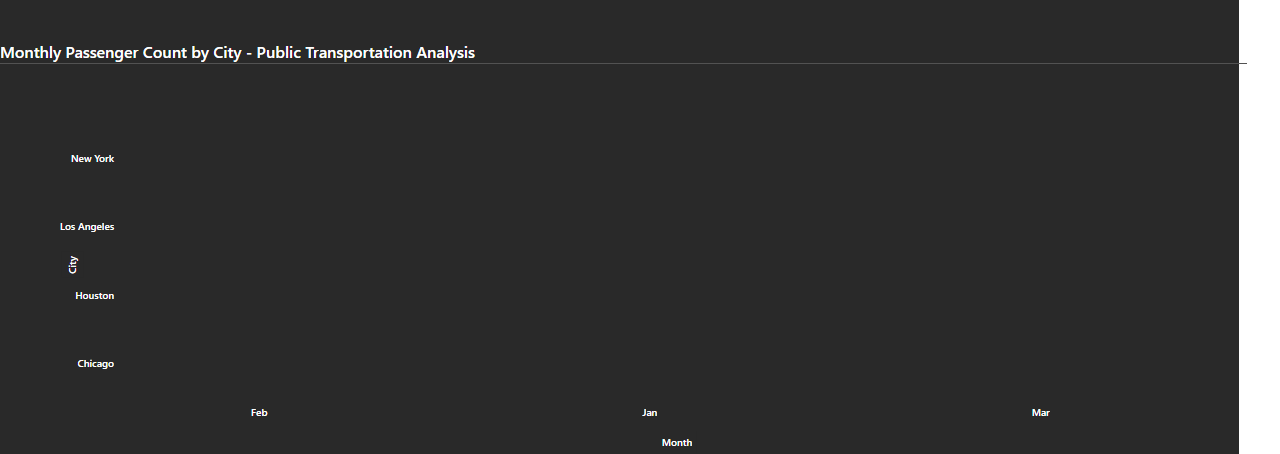 Monthly Passenger Count by City - Public Transportation Analysis
New York
Los Angeles
City
Houston
Chicago
Feb Jan Mar
Month